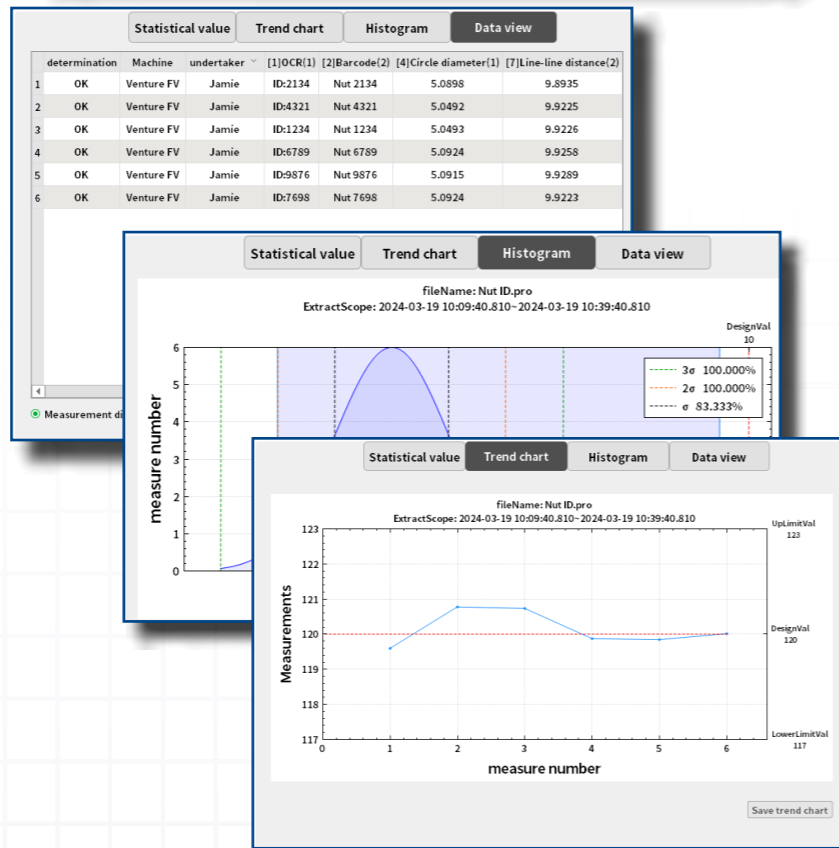 Statistical value Trend chart Histogram Data view
determination Machine undertaker [1]OCR(1) [2]Barcode(2) [4]Circle diameter(1) [7]Line-line distance(2)
1 OK Venture FV Jamie ID:2134 Nut 2134 5.0898 9.8935
2 OK Venture FV Jamie ID:4321 Nut 4321 5.0492 9.9225
3 OK Venture FV Jamie ID:1234 Nut 1234 5.0493 9.9226
4 OK Venture FV Jamie ID:6789 Nut 6789 5.0924 9.9258
5 OK Venture FV Jamie ID:9876 Nut 9876 5.0915 9.9289
6 OK Venture FV Jamie ID:7698 Nut 7698 5.0924 9.9223
Measurement di
Statistical value Trend chart Histogram Data view
fileName: Nut ID.pro
ExtractScope: 2024-03-19 10:09:40.810~2024-03-19 10:39:40.810
DesignVal
10
6
5
4
3
2
1
0
measure number
3σ 100.000%
2σ 100.000%
σ 83.333%
Statistical value Trend chart Histogram Data view
fileName: Nut ID.pro
ExtractScope: 2024-03-19 10:09:40.810~2024-03-19 10:39:40.810
UpLimitVal
123
DesignVal
120
LowerLimitVal
117
123
122
121
120
119
118
117
Measurements
0 1 2 3 4 5 6
measure number
Save trend chart